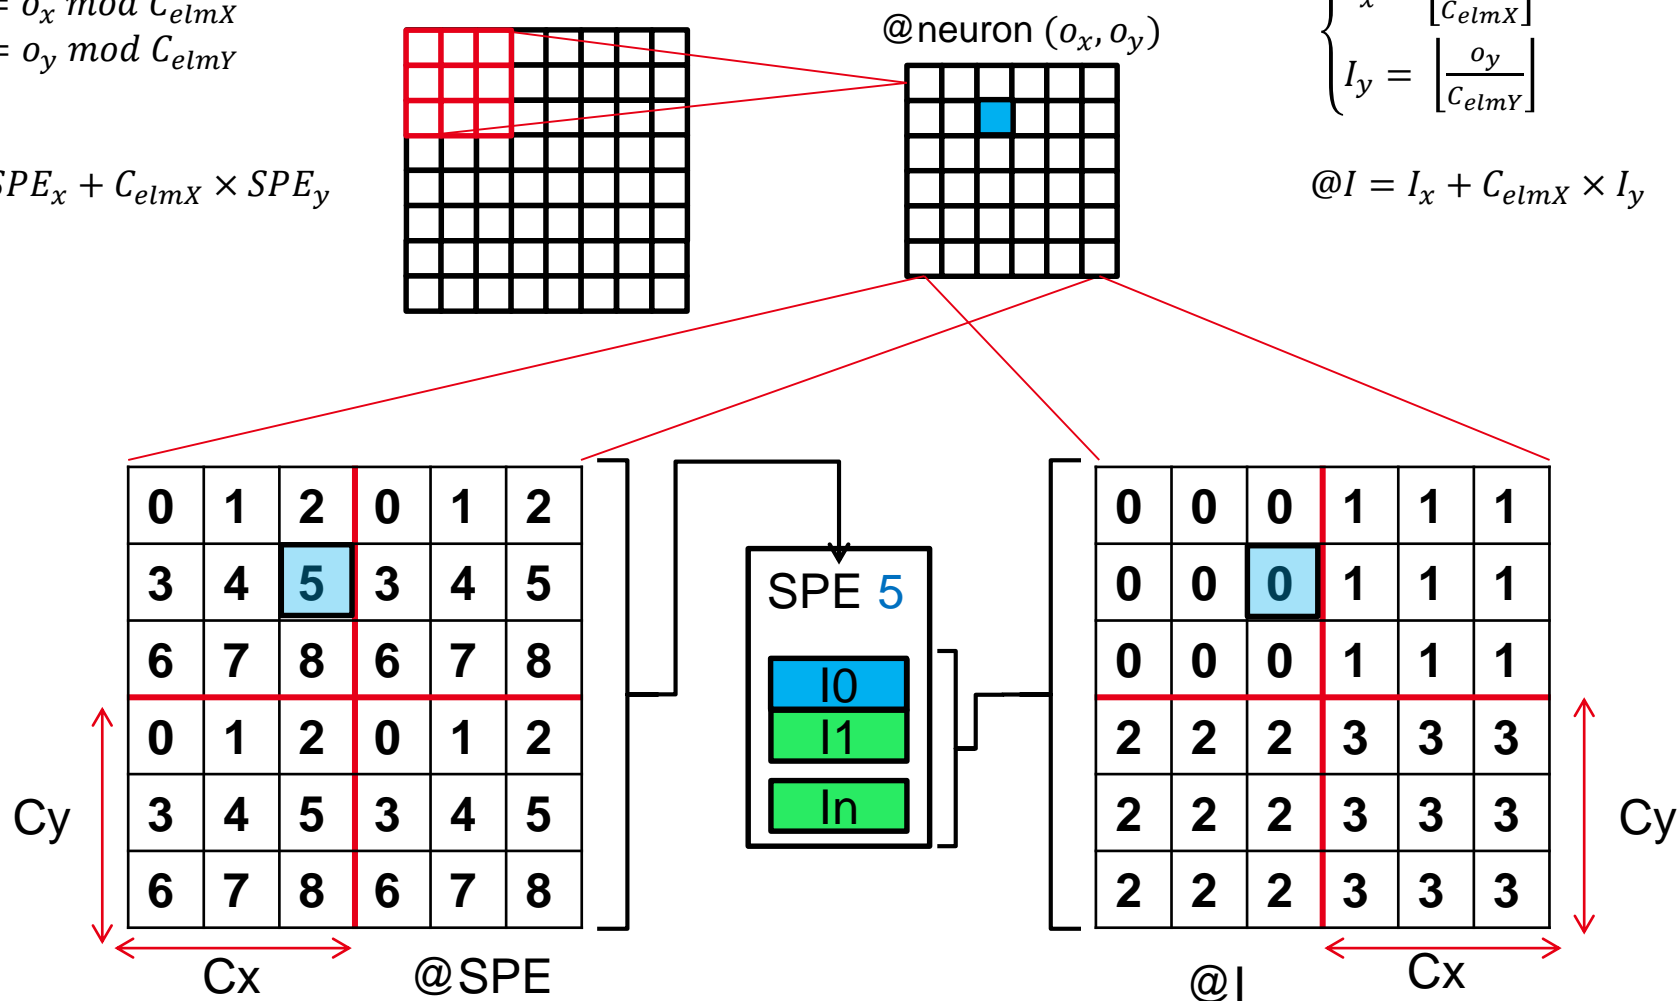 = o_x mod C_elmX
= o_y mod C_elmY
SPE_x + C_elmX × SPE_y
@neuron (o_x, o_y)
x
⌊ C_elmX ⌋
I_y = ⌊ o_y / C_elmY ⌋
@I = I_x + C_elmX × I_y
0 1 2 0 1 2
3 4 5 3 4 5
6 7 8 6 7 8
0 1 2 0 1 2
3 4 5 3 4 5
6 7 8 6 7 8
Cy
Cx
@SPE
SPE 5
I0
I1
In
0 0 0 1 1 1
0 0 0 1 1 1
0 0 0 1 1 1
2 2 2 3 3 3
2 2 2 3 3 3
2 2 2 3 3 3
Cy
@I
Cx